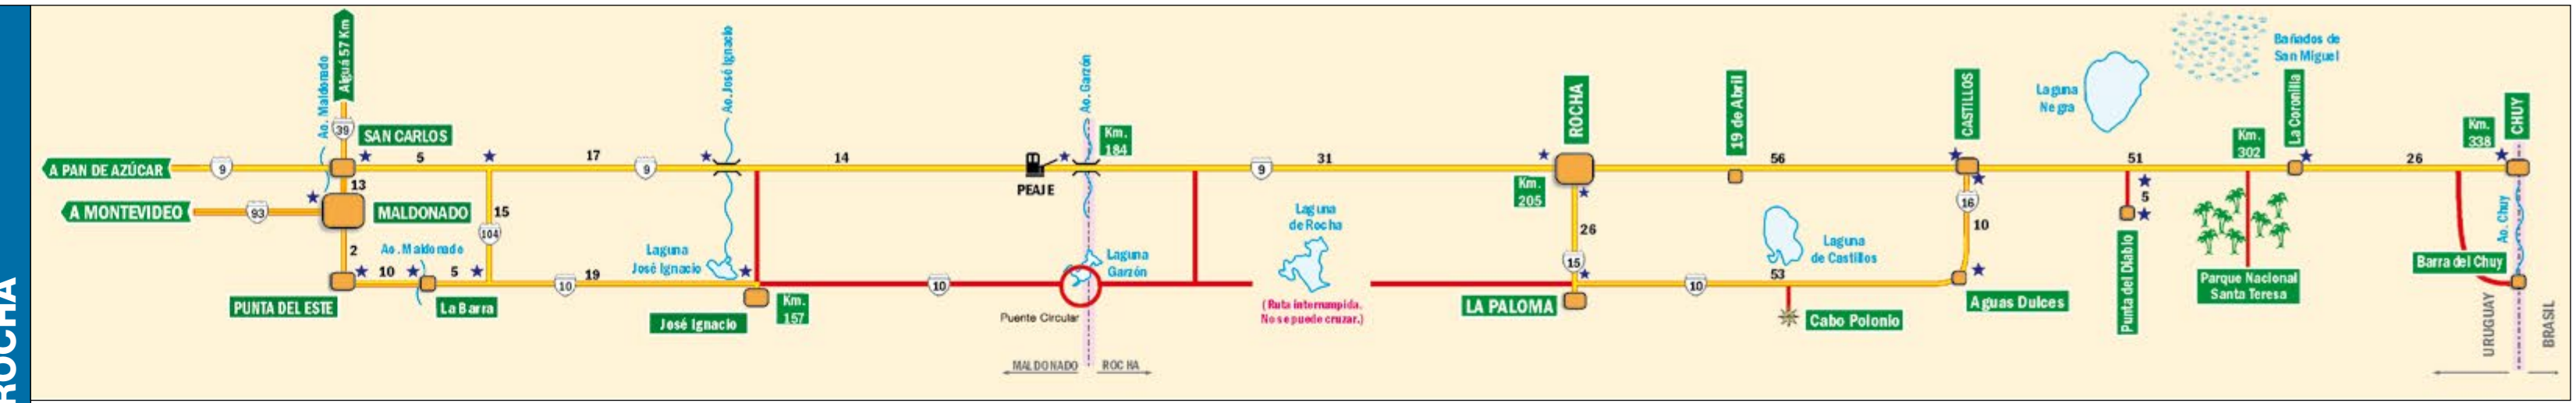 ROCHA
Aiguá 57 Km
Ao. Maldonado
39
SAN CARLOS
A PAN DE AZÚCAR
9
5
17
9
Ao. José Ignacio
14
PEAJE
Ao. Garzón
Km.
184
9
31
ROCHA
Km.
205
19 de Abril
56
CASTILLOS
Laguna
Negra
51
Bañados de
San Miguel
Km.
302
La Coronilla
26
Km.
338
CHUY
13
A MONTEVIDEO
93
MALDONADO
15
104
2
Ao. Maldonado
10
5
PUNTA DEL ESTE
La Barra
10
19
Laguna
José Ignacio
José Ignacio
Km.
157
10
Laguna
Garzón
Puente Circular
MALDONADO
ROCHA
Laguna
de Rocha
(Ruta interrumpida.
No se puede cruzar.)
26
15
LA PALOMA
10
53
Laguna
de Castillos
Cabo Polonio
16
10
Aguas Dulces
5
Punta del Diablo
Parque Nacional
Santa Teresa
Barra del Chuy
Ao. Chuy
URUGUAY
BRASIL